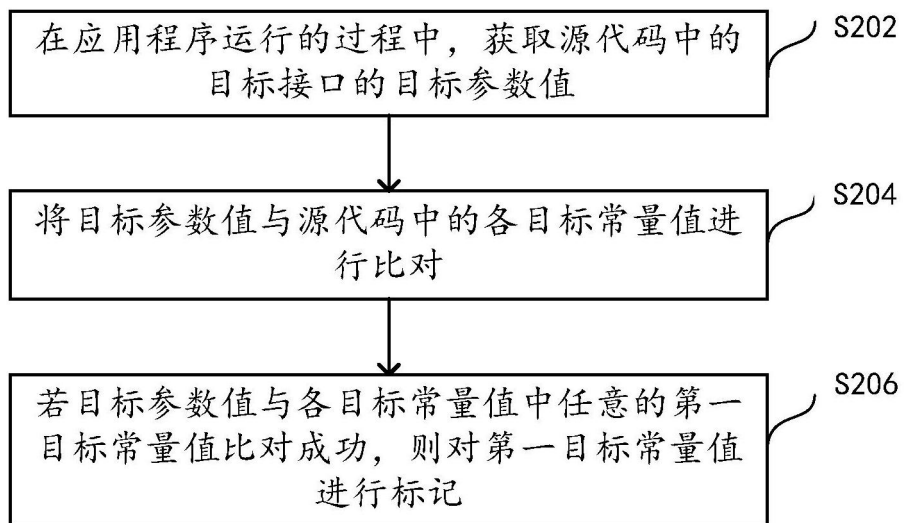 在应用程序运行的过程中，获取源代码中的
目标接口的目标参数值
S202
将目标参数值与源代码中的各目标常量值进
行比对
S204
若目标参数值与各目标常量值中任意的第一
目标常量值比对成功，则对第一目标常量值
进行标记
S206